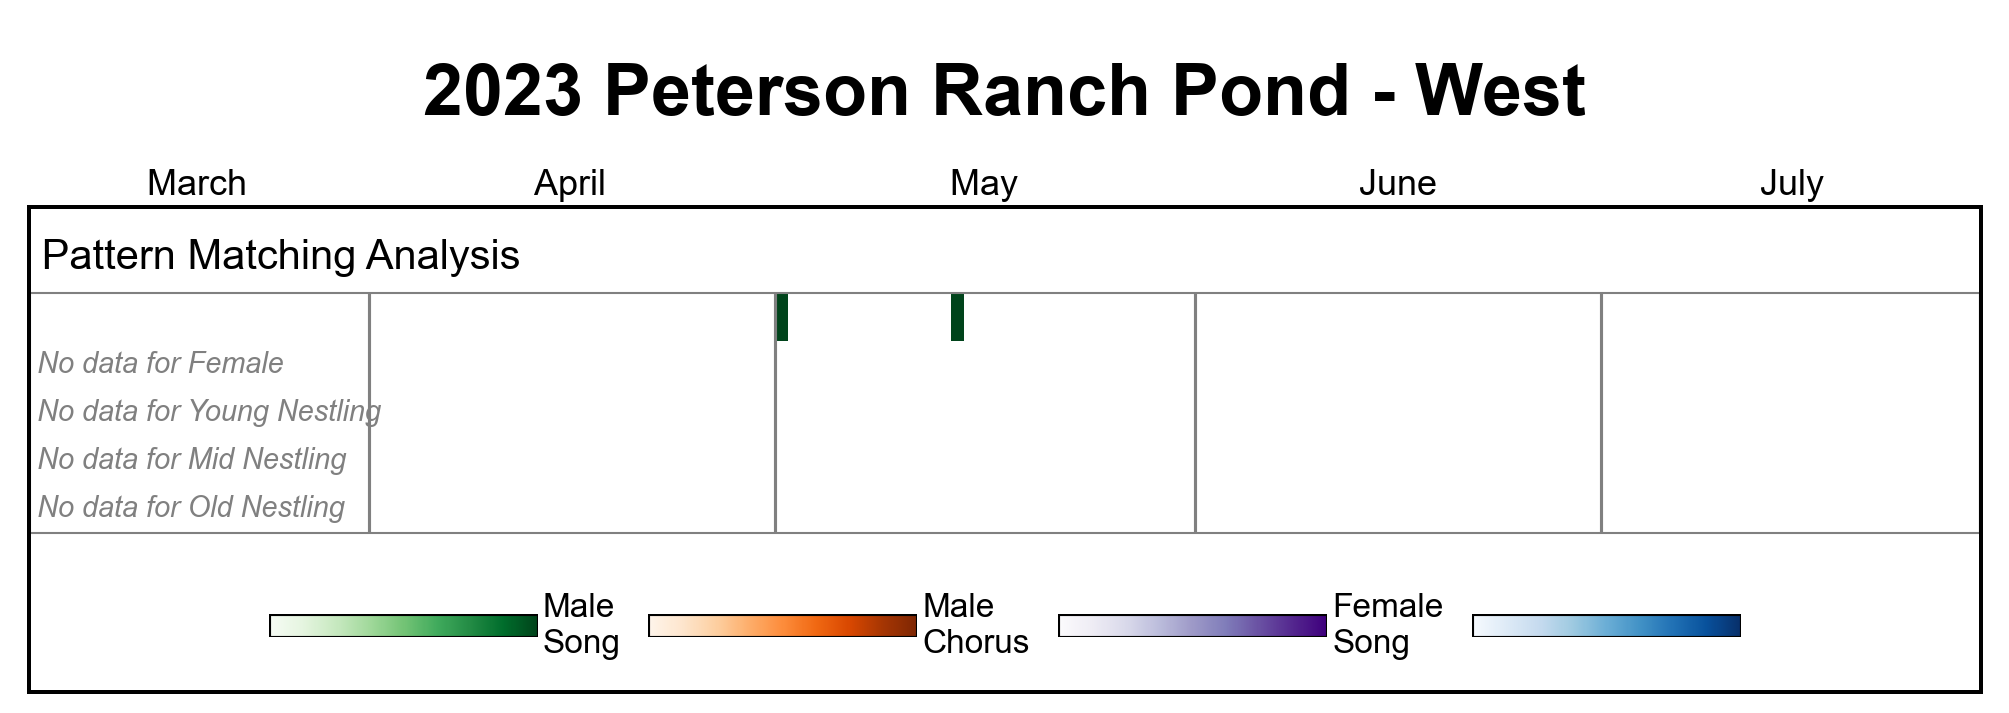 2023 Peterson Ranch Pond - West
March April May June July
Pattern Matching Analysis
No data for Female
No data for Young Nestling
No data for Mid Nestling
No data for Old Nestling
Male Song
Male Chorus
Female Song